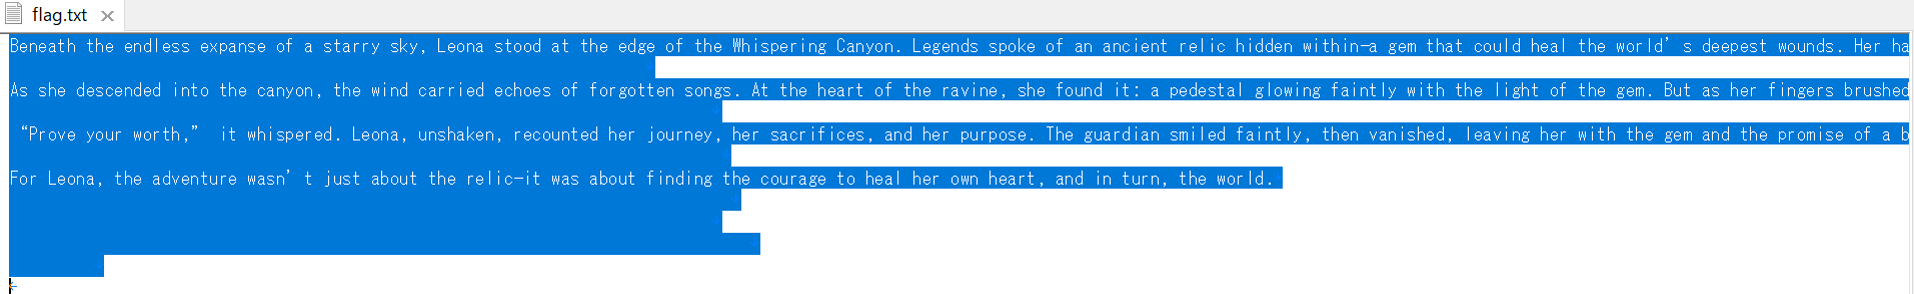 flag.txt
Beneath the endless expanse of a starry sky, Leona stood at the edge of the Whispering Canyon. Legends spoke of an ancient relic hidden within—a gem that could heal the world’s deepest wounds. Her ha
As she descended into the canyon, the wind carried echoes of forgotten songs. At the heart of the ravine, she found it: a pedestal glowing faintly with the light of the gem. But as her fingers brushed
“Prove your worth,” it whispered. Leona, unshaken, recounted her journey, her sacrifices, and her purpose. The guardian smiled faintly, then vanished, leaving her with the gem and the promise of a b
For Leona, the adventure wasn’t just about the relic—it was about finding the courage to heal her own heart, and in turn, the world.